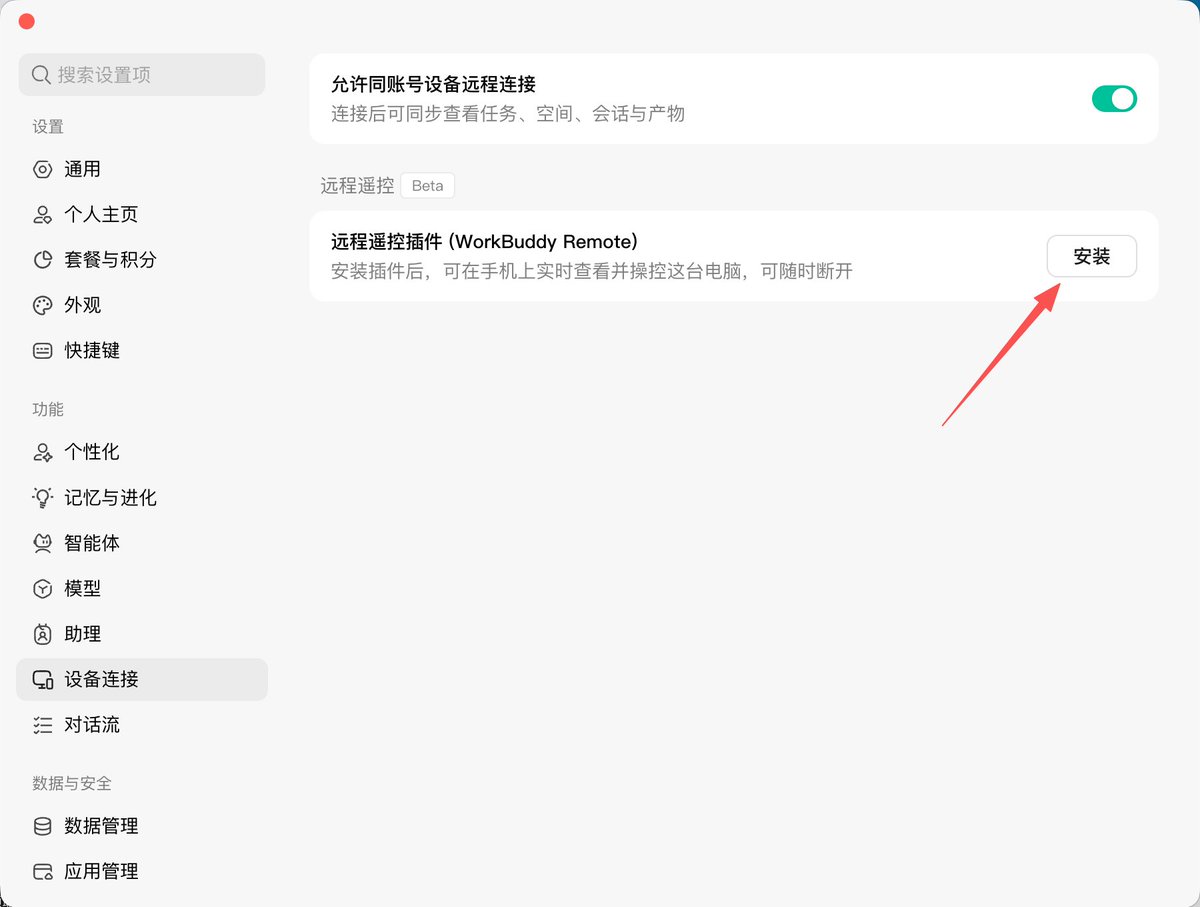 搜索设置项
设置
通用
个人主页
套餐与积分
外观
快捷键
功能
个性化
记忆与进化
智能体
模型
助理
设备连接
对话流
数据与安全
数据管理
应用管理
允许同账号设备远程连接
连接后可同步查看任务、空间、会话与产物
远程遥控 Beta
远程遥控插件 (WorkBuddy Remote)
安装插件后，可在手机上实时查看并操控这台电脑，可随时断开
安装